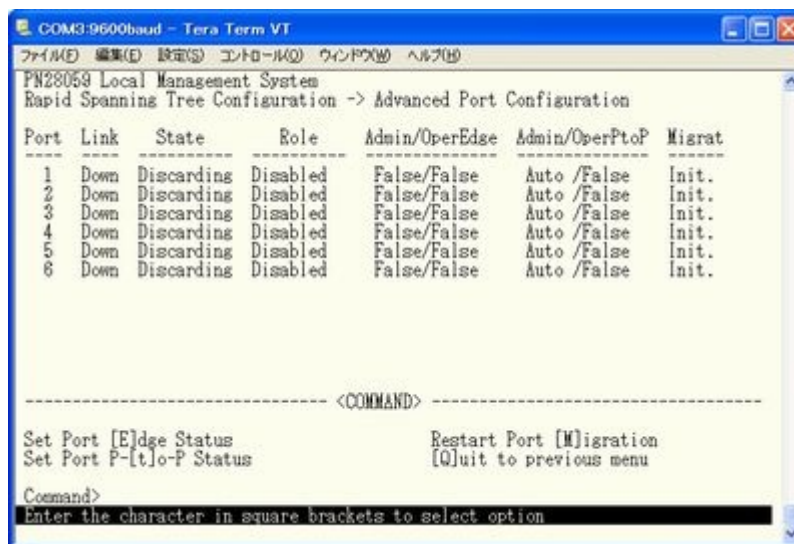 COM3:9600baud - Tera Term VT
ファイル(F) 編集(E) 設定(S) コントロール(O) ウィンドウ(W) ヘルプ(H)
PN28059 Local Management System
Rapid Spanning Tree Configuration -> Advanced Port Configuration
Port Link State Role Admin/OperEdge Admin/OperPtoP Migrat
---- ---- ---------- ---------- -------------- -------------- ------
1 Down Discarding Disabled False/False Auto /False Init.
2 Down Discarding Disabled False/False Auto /False Init.
3 Down Discarding Disabled False/False Auto /False Init.
4 Down Discarding Disabled False/False Auto /False Init.
5 Down Discarding Disabled False/False Auto /False Init.
6 Down Discarding Disabled False/False Auto /False Init.
-------------------------------- <COMMAND> -----------------------------------
Set Port [E]dge Status Restart Port [M]igration
Set Port P-[t]o-P Status [Q]uit to previous menu
Command>
Enter the character in square brackets to select option